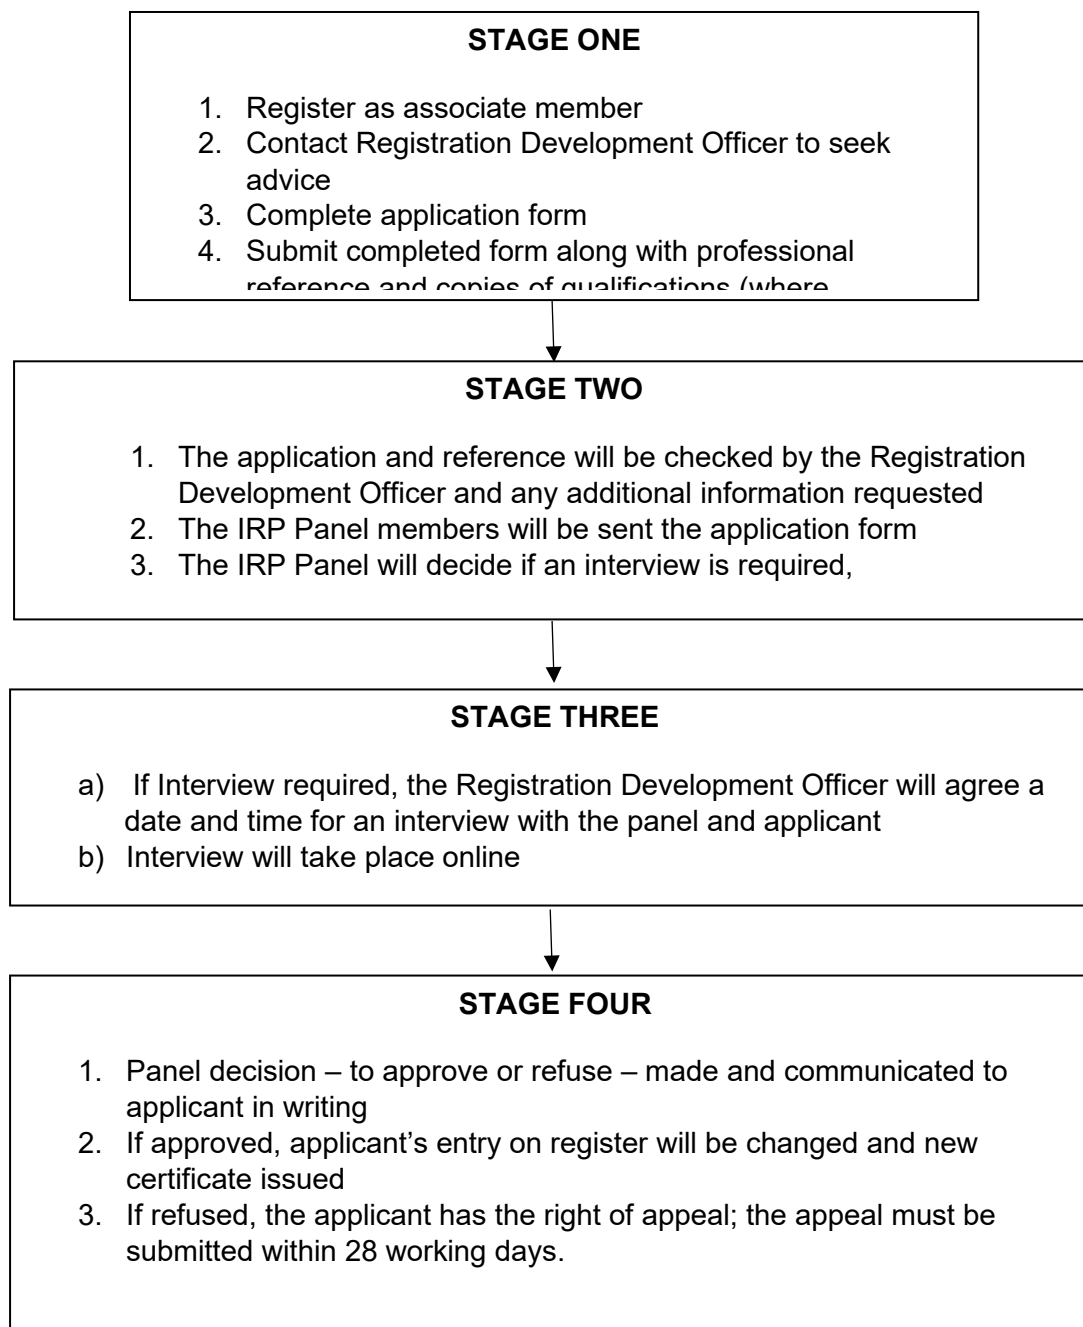 STAGE ONE
1. Register as associate member
2. Contact Registration Development Officer to seek
advice
3. Complete application form
4. Submit completed form along with professional
reference and copies of qualifications (where
STAGE TWO
1. The application and reference will be checked by the Registration
Development Officer and any additional information requested
2. The IRP Panel members will be sent the application form
3. The IRP Panel will decide if an interview is required,
STAGE THREE
a) If Interview required, the Registration Development Officer will agree a
date and time for an interview with the panel and applicant
b) Interview will take place online
STAGE FOUR
1. Panel decision – to approve or refuse – made and communicated to
applicant in writing
2. If approved, applicant’s entry on register will be changed and new
certificate issued
3. If refused, the applicant has the right of appeal; the appeal must be
submitted within 28 working days.